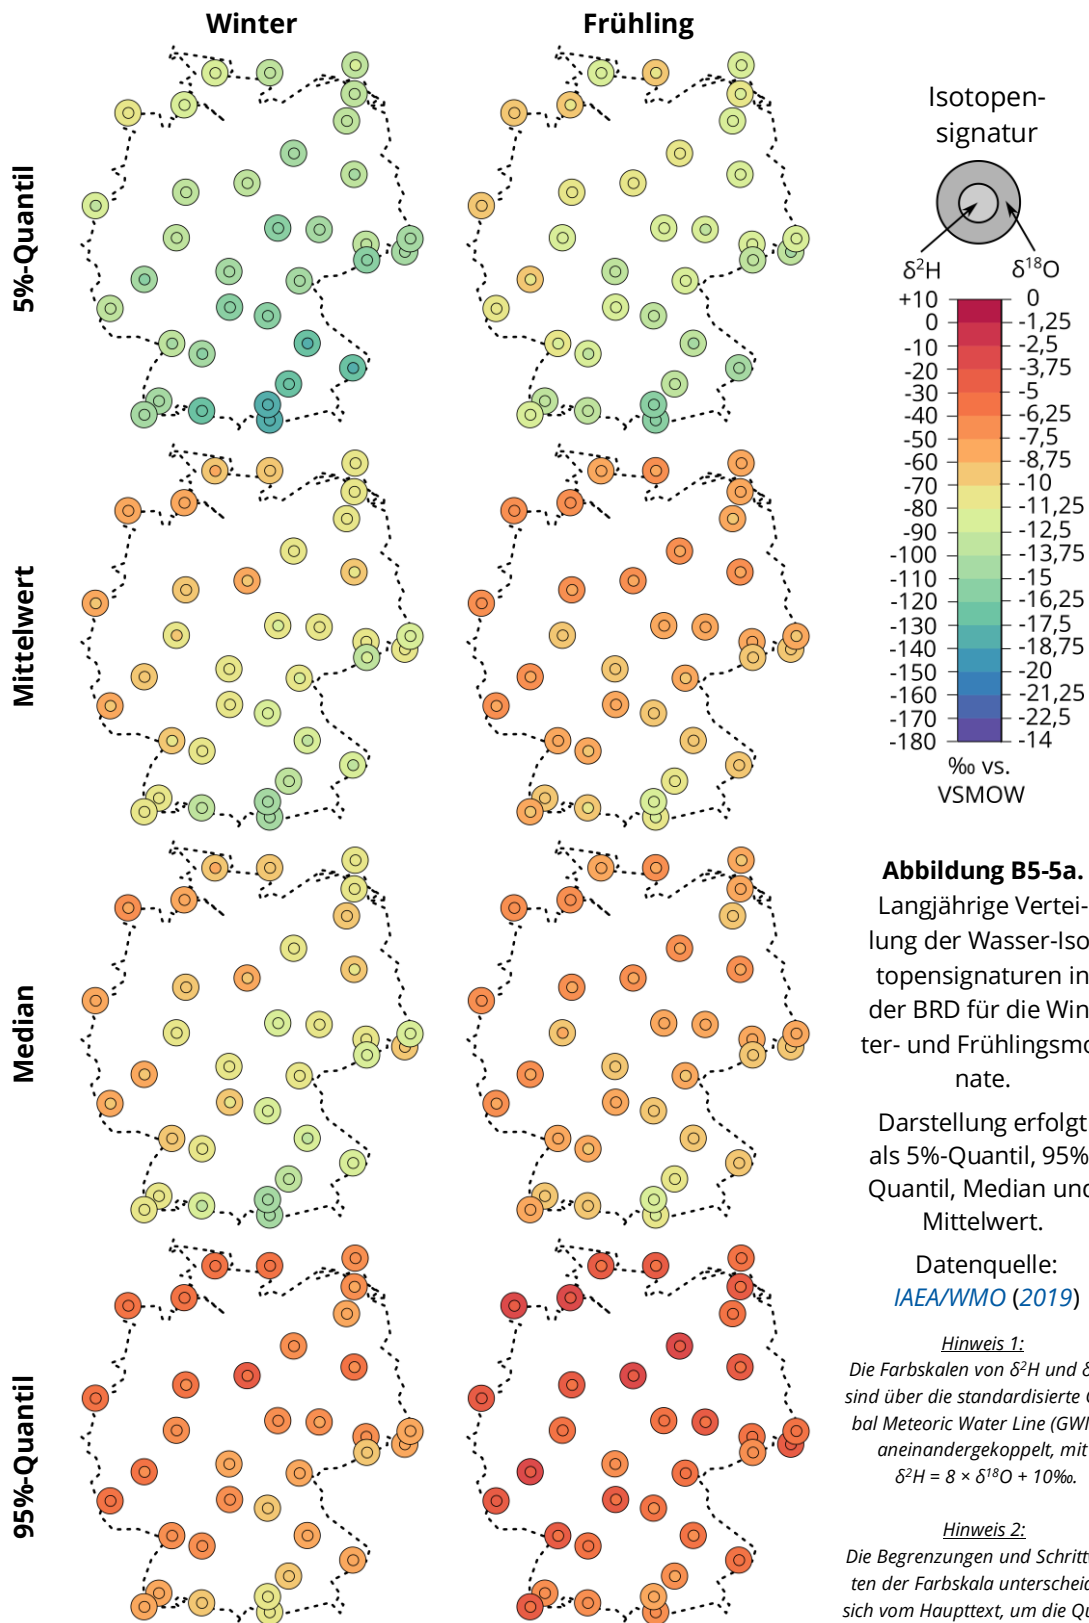 Winter
Frühling
5%-Quantil
Mittelwert
Median
95%-Quantil
Isotopen-
signatur
δ²H δ¹⁸O
+10 0
0 -1,25
-10 -2,5
-20 -3,75
-30 -5
-40 -6,25
-50 -7,5
-60 -8,75
-70 -10
-80 -11,25
-90 -12,5
-100 -13,75
-110 -15
-120 -16,25
-130 -17,5
-140 -18,75
-150 -20
-160 -21,25
-170 -22,5
-180 -14
‰ vs.
VSMOW
Abbildung B5-5a.
Langjährige Vertei-
lung der Wasser-Iso
topensignaturen in
der BRD für die Win
ter- und Frühlingsmo
nate.
Darstellung erfolgt
als 5%-Quantil, 95%
Quantil, Median und
Mittelwert.
Datenquelle:
IAEA/WMO (2019)
Hinweis 1:
Die Farbskalen von δ²H und
sind über die standardisierte
bal Meteoric Water Line
aneinandergekoppelt, mit
δ²H = 8 × δ¹⁸O + 10‰.
Hinweis 2:
Die Begrenzungen und
ten der Farbskala
sich vom Haupttext, um die